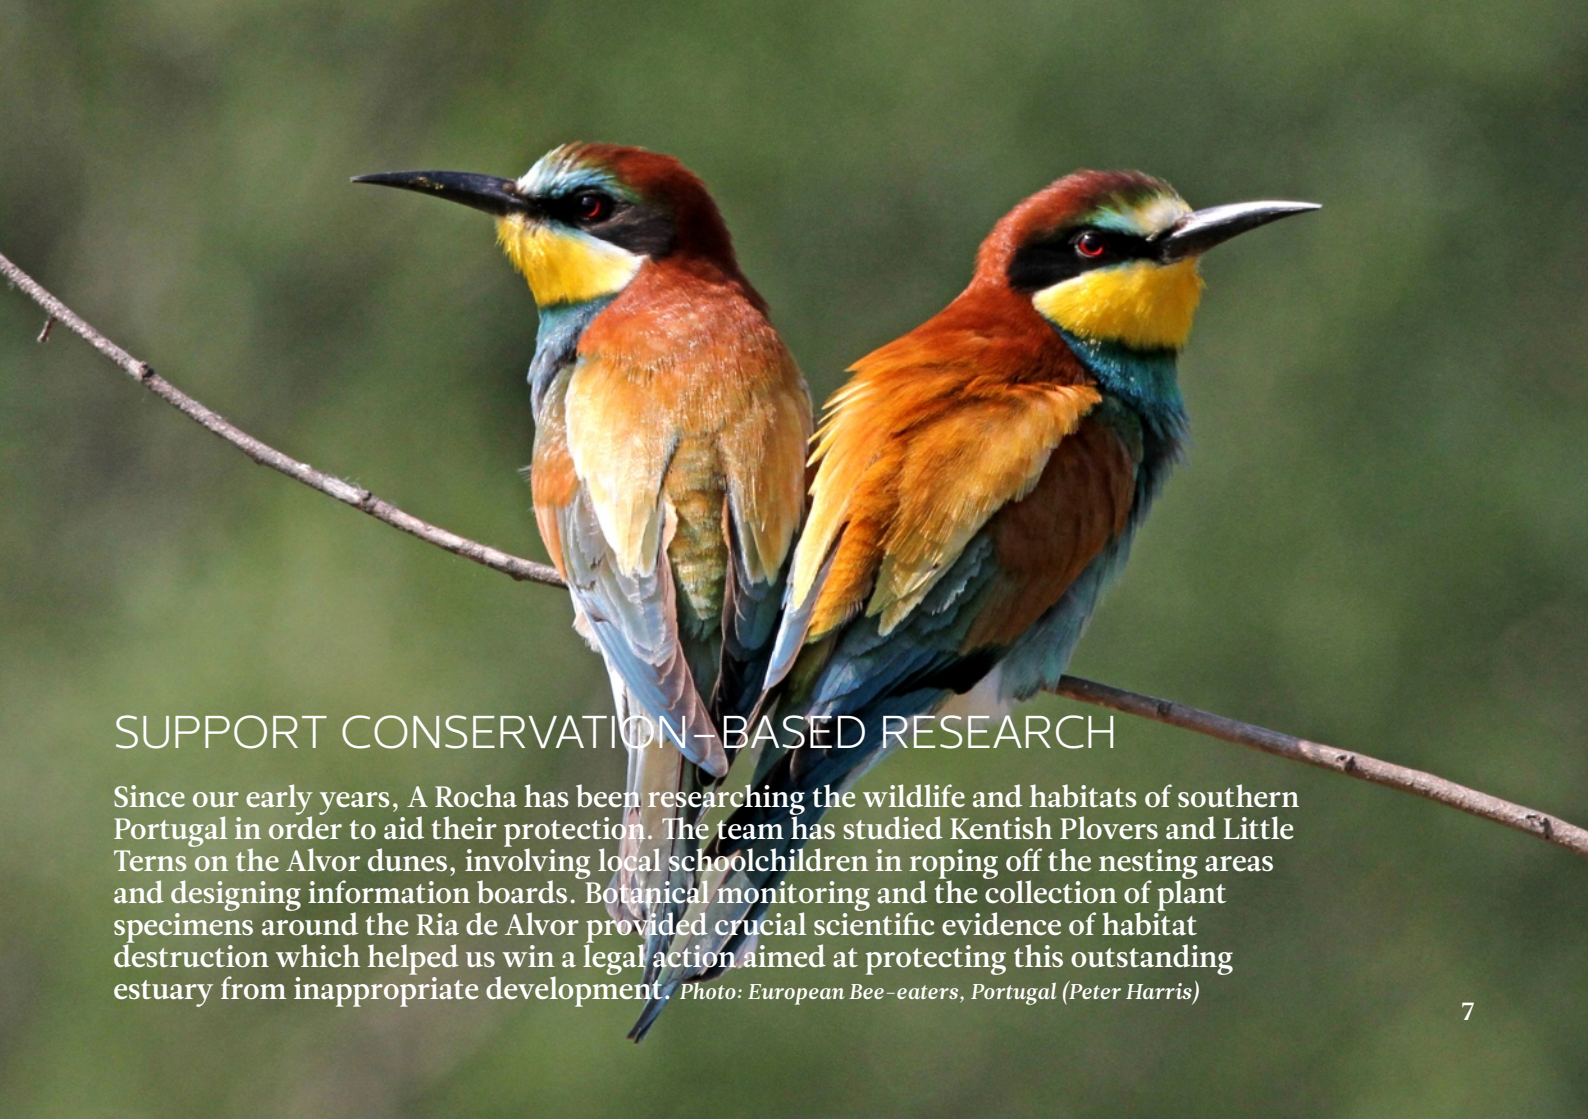 SUPPORT CONSERVATION-BASED RESEARCH
Since our early years, A Rocha has been researching the wildlife and habitats of southern
Portugal in order to aid their protection. The team has studied Kentish Plovers and Little
Terns on the Alvor dunes, involving local schoolchildren in roping off the nesting areas
and designing information boards. Botanical monitoring and the collection of plant
specimens around the Ria de Alvor provided crucial scientific evidence of habitat
destruction which helped us win a legal action aimed at protecting this outstanding
estuary from inappropriate development. Photo: European Bee-eaters, Portugal (Peter Harris)
7